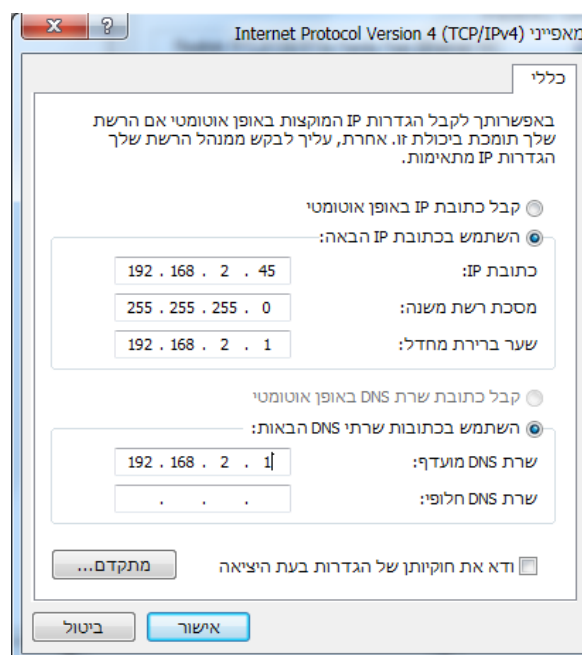 מאפייני Internet Protocol Version 4 (TCP/IPv4)
כללי
באפשרותך לקבל הגדרות IP המוקצות באופן אוטומטי אם הרשת
שלך תומכת ביכולת זו. אחרת, עליך לבקש ממנהל הרשת שלך
הגדרות IP מתאימות.
קבל כתובת IP באופן אוטומטי
השתמש בכתובת IP הבאה:
כתובת IP: 192 . 168 . 2 . 45
מסכת רשת משנה: 255 . 255 . 255 . 0
שער ברירת מחדל: 192 . 168 . 2 . 1
קבל כתובת שרת DNS באופן אוטומטי
השתמש בכתובות שרתי DNS הבאות:
שרת DNS מועדף: 192 . 168 . 2 . 1
שרת DNS חלופי: . . .
ודא את חוקיותן של הגדרות בעת היציאה
מתקדם...
אישור
ביטול